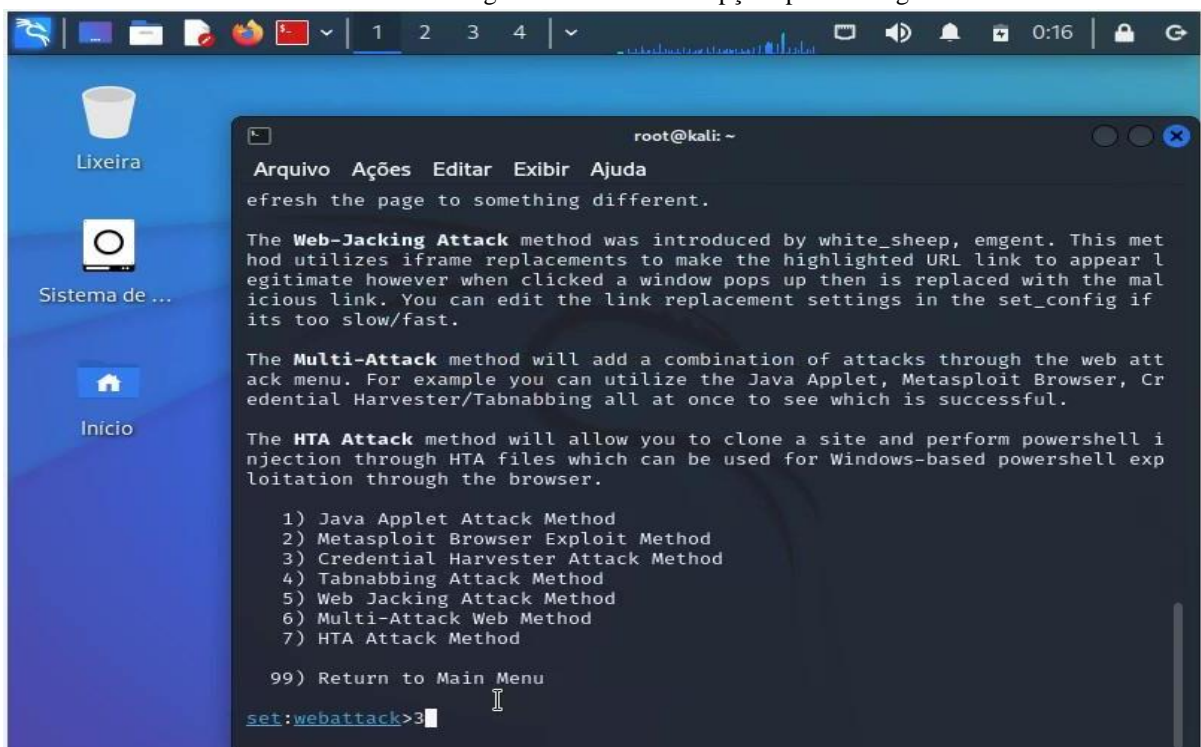 1 2 3 4 0:16
Lixeira
Sistema de ...
Início
root@kali: ~
Arquivo Ações Editar Exibir Ajuda
efresh the page to something different.
The Web-Jacking Attack method was introduced by white_sheep, emgent. This met
hod utilizes iframe replacements to make the highlighted URL link to appear l
egitimate however when clicked a window pops up then is replaced with the mal
icious link. You can edit the link replacement settings in the set_config if
its too slow/fast.
The Multi-Attack method will add a combination of attacks through the web att
ack menu. For example you can utilize the Java Applet, Metasploit Browser, Cr
edential Harvester/Tabnabbing all at once to see which is successful.
The HTA Attack method will allow you to clone a site and perform powershell i
njection through HTA files which can be used for Windows-based powershell exp
loitation through the browser.
1) Java Applet Attack Method
2) Metasploit Browser Exploit Method
3) Credential Harvester Attack Method
4) Tabnabbing Attack Method
5) Web Jacking Attack Method
6) Multi-Attack Web Method
7) HTA Attack Method
99) Return to Main Menu
set:webattack>3